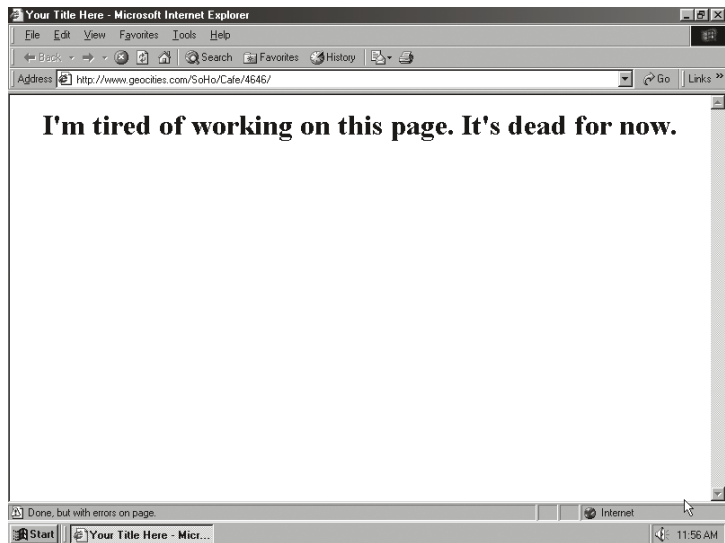 Your Title Here - Microsoft Internet Explorer
File Edit View Favorites Tools Help
Back Search Favorites History
Address http://www.geocities.com/SoHo/Cafe/4646/ Go Links »
I'm tired of working on this page. It's dead for now.
Done, but with errors on page. Internet
Start Your Title Here - Micr... 11:56 AM